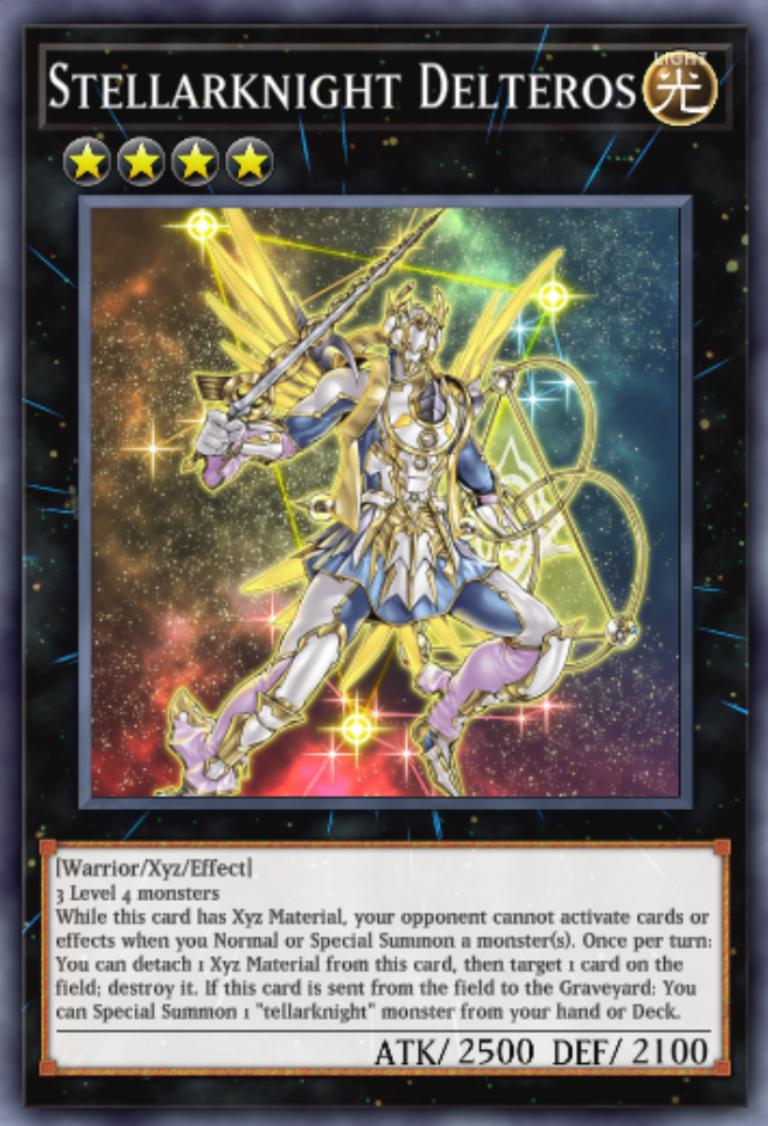 STELLARKNIGHT DELTEROS
LIGHT
光
[Warrior/Xyz/Effect]
3 Level 4 monsters
While this card has Xyz Material, your opponent cannot activate cards or
effects when you Normal or Special Summon a monster(s). Once per turn:
You can detach 1 Xyz Material from this card, then target 1 card on the
field; destroy it. If this card is sent from the field to the Graveyard: You
can Special Summon 1 "tellarknight" monster from your hand or Deck.
ATK/ 2500 DEF/ 2100